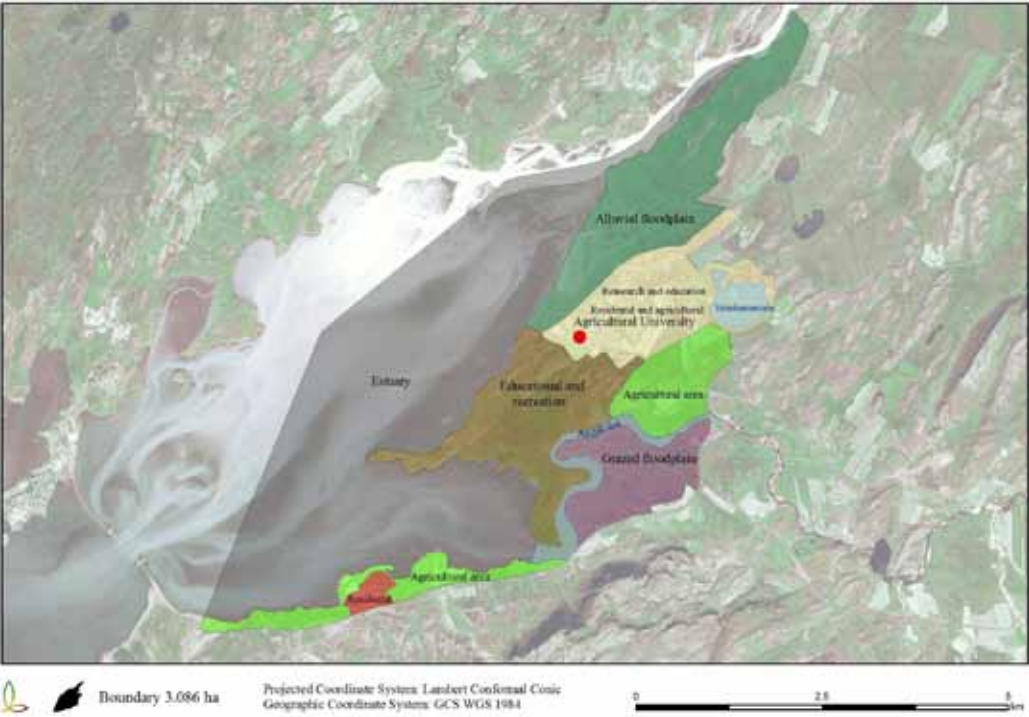 Alluvial floodplain
Research and education
Residental and agricultural
Agricultural University
Estuary
Educational and
recreation
Agricultural area
Grazed floodplain
Agricultural area
Boundary 3.086 ha
Projected Coordinate System: Lambert Conformal Conic
Geographic Coordinate System: GCS WGS 1984
0
2.5
5
km